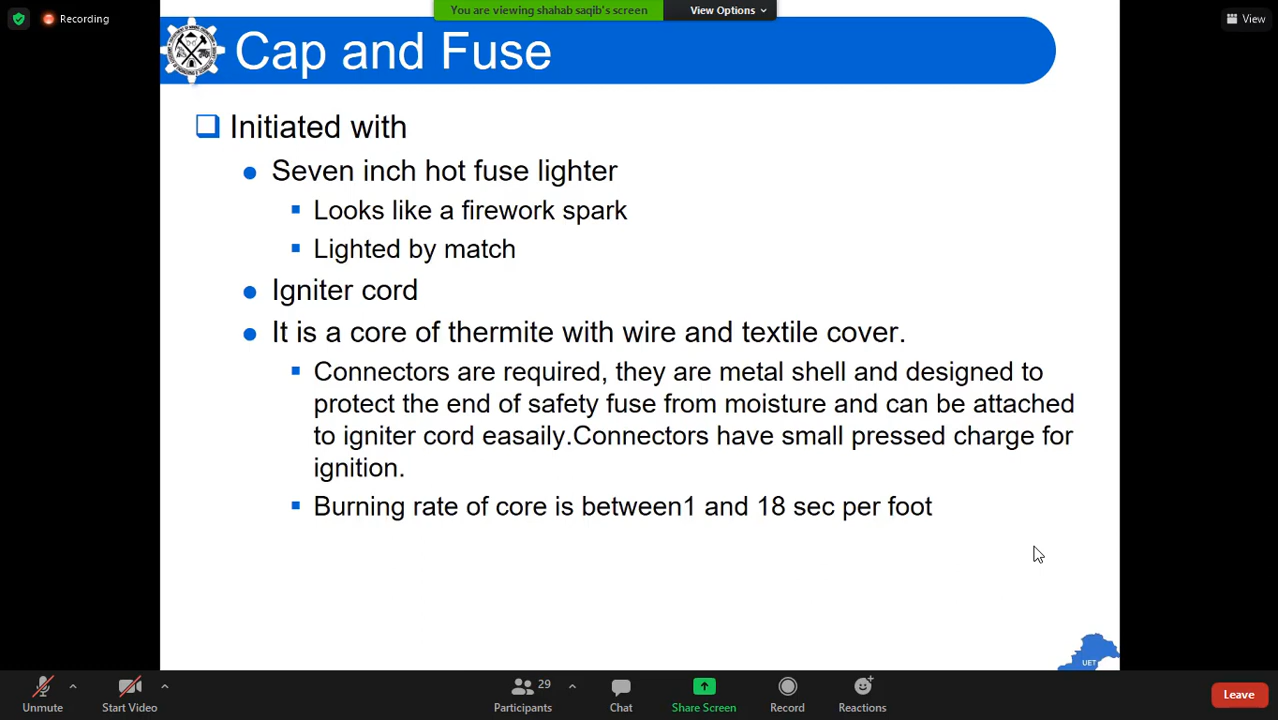 You are viewing shahab saqib's screen
View Options
Recording
View
Cap and Fuse
Initiated with
Seven inch hot fuse lighter
Looks like a firework spark
Lighted by match
Igniter cord
It is a core of thermite with wire and textile cover.
Connectors are required, they are metal shell and designed to
protect the end of safety fuse from moisture and can be attached
to igniter cord easaily.Connectors have small pressed charge for
ignition.
Burning rate of core is between1 and 18 sec per foot
UET
Unmute
Start Video
29
Participants
Chat
Share Screen
Record
Reactions
Leave